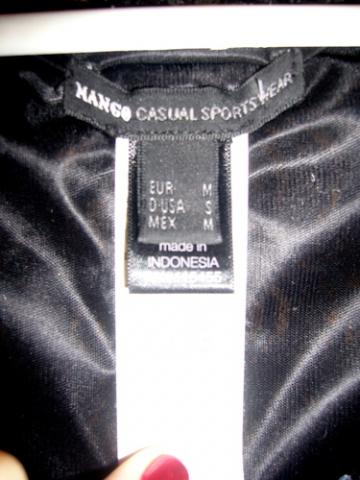 MANGO CASUAL SPORTSWEAR
EUR M
D-USA S
MEX M
made in
INDONESIA